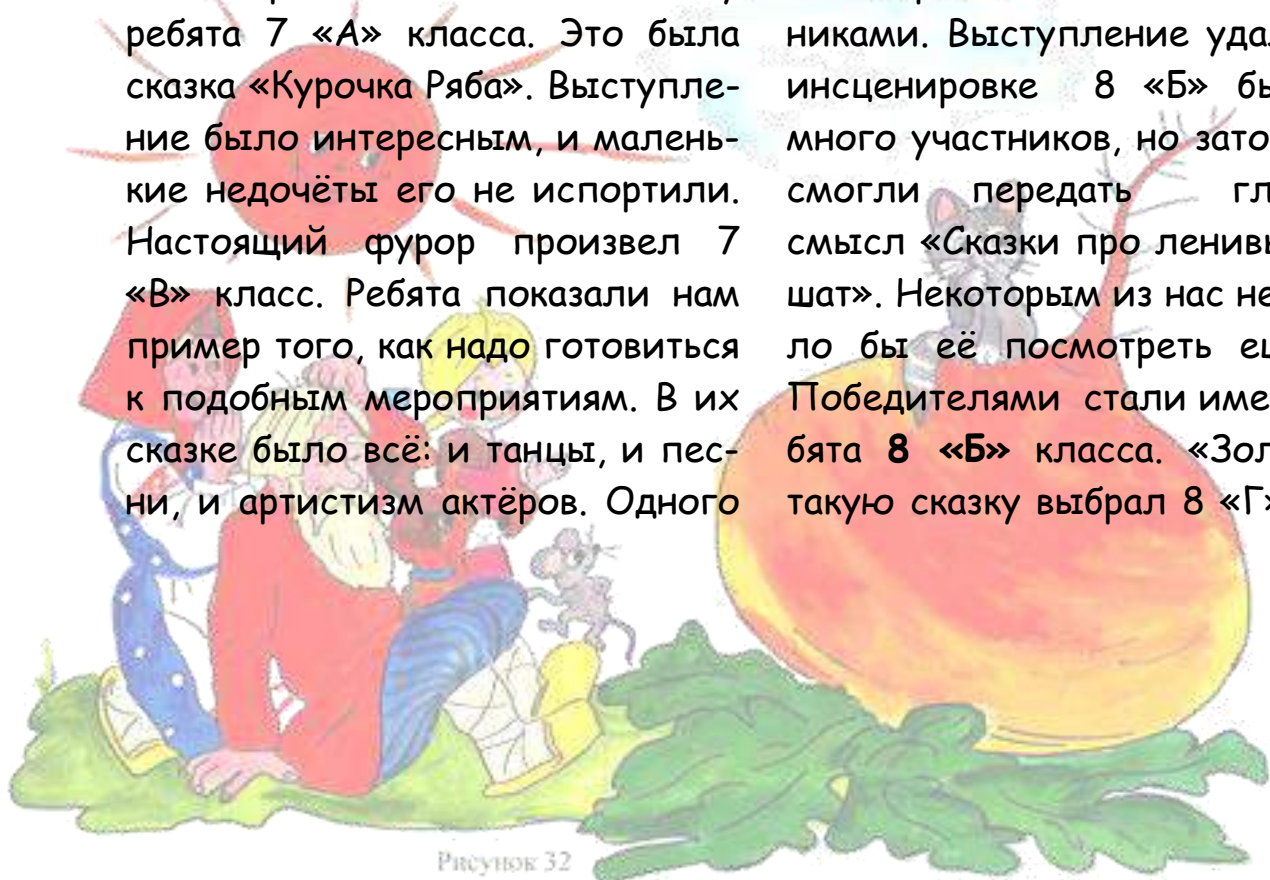 ребята 7 «А» класса. Это была
сказка «Курочка Ряба». Выступле-
ние было интересным, и малень-
кие недочёты его не испортили.
Настоящий фурор произвел 7
«В» класс. Ребята показали нам
пример того, как надо готовиться
к подобным мероприятиям. В их
сказке было всё: и танцы, и пес-
ни, и артистизм актёров. Одного
никами. Выступление уда
инсценировке 8 «Б» бы
много участников, но зато
смогли передать гл
смысл «Сказки про ленивы
шат». Некоторым из нас не
ло бы её посмотреть ещ
Победителями стали име
бята 8 «Б» класса. «Зол
такую сказку выбрал 8 «Г»
Рисунок 32